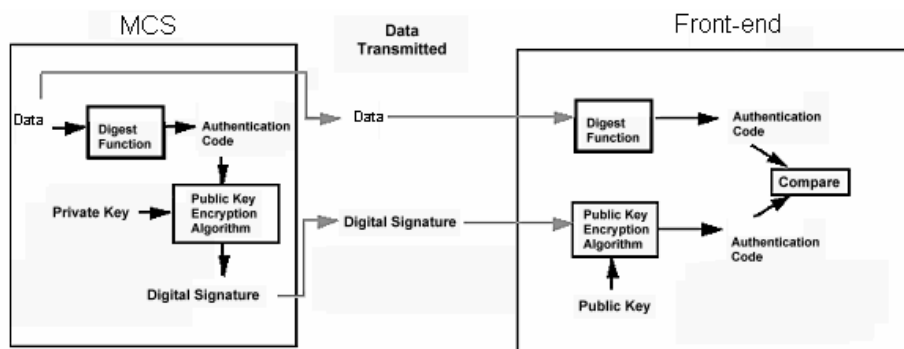 MCS
Data
Transmitted
Front-end
Data
Digest
Function
Authentication
Code
Private Key
Public Key
Encryption
Algorithm
Digital Signature
Data
Digital Signature
Digest
Function
Authentication
Code
Compare
Public Key
Encryption
Algorithm
Authentication
Code
Public Key